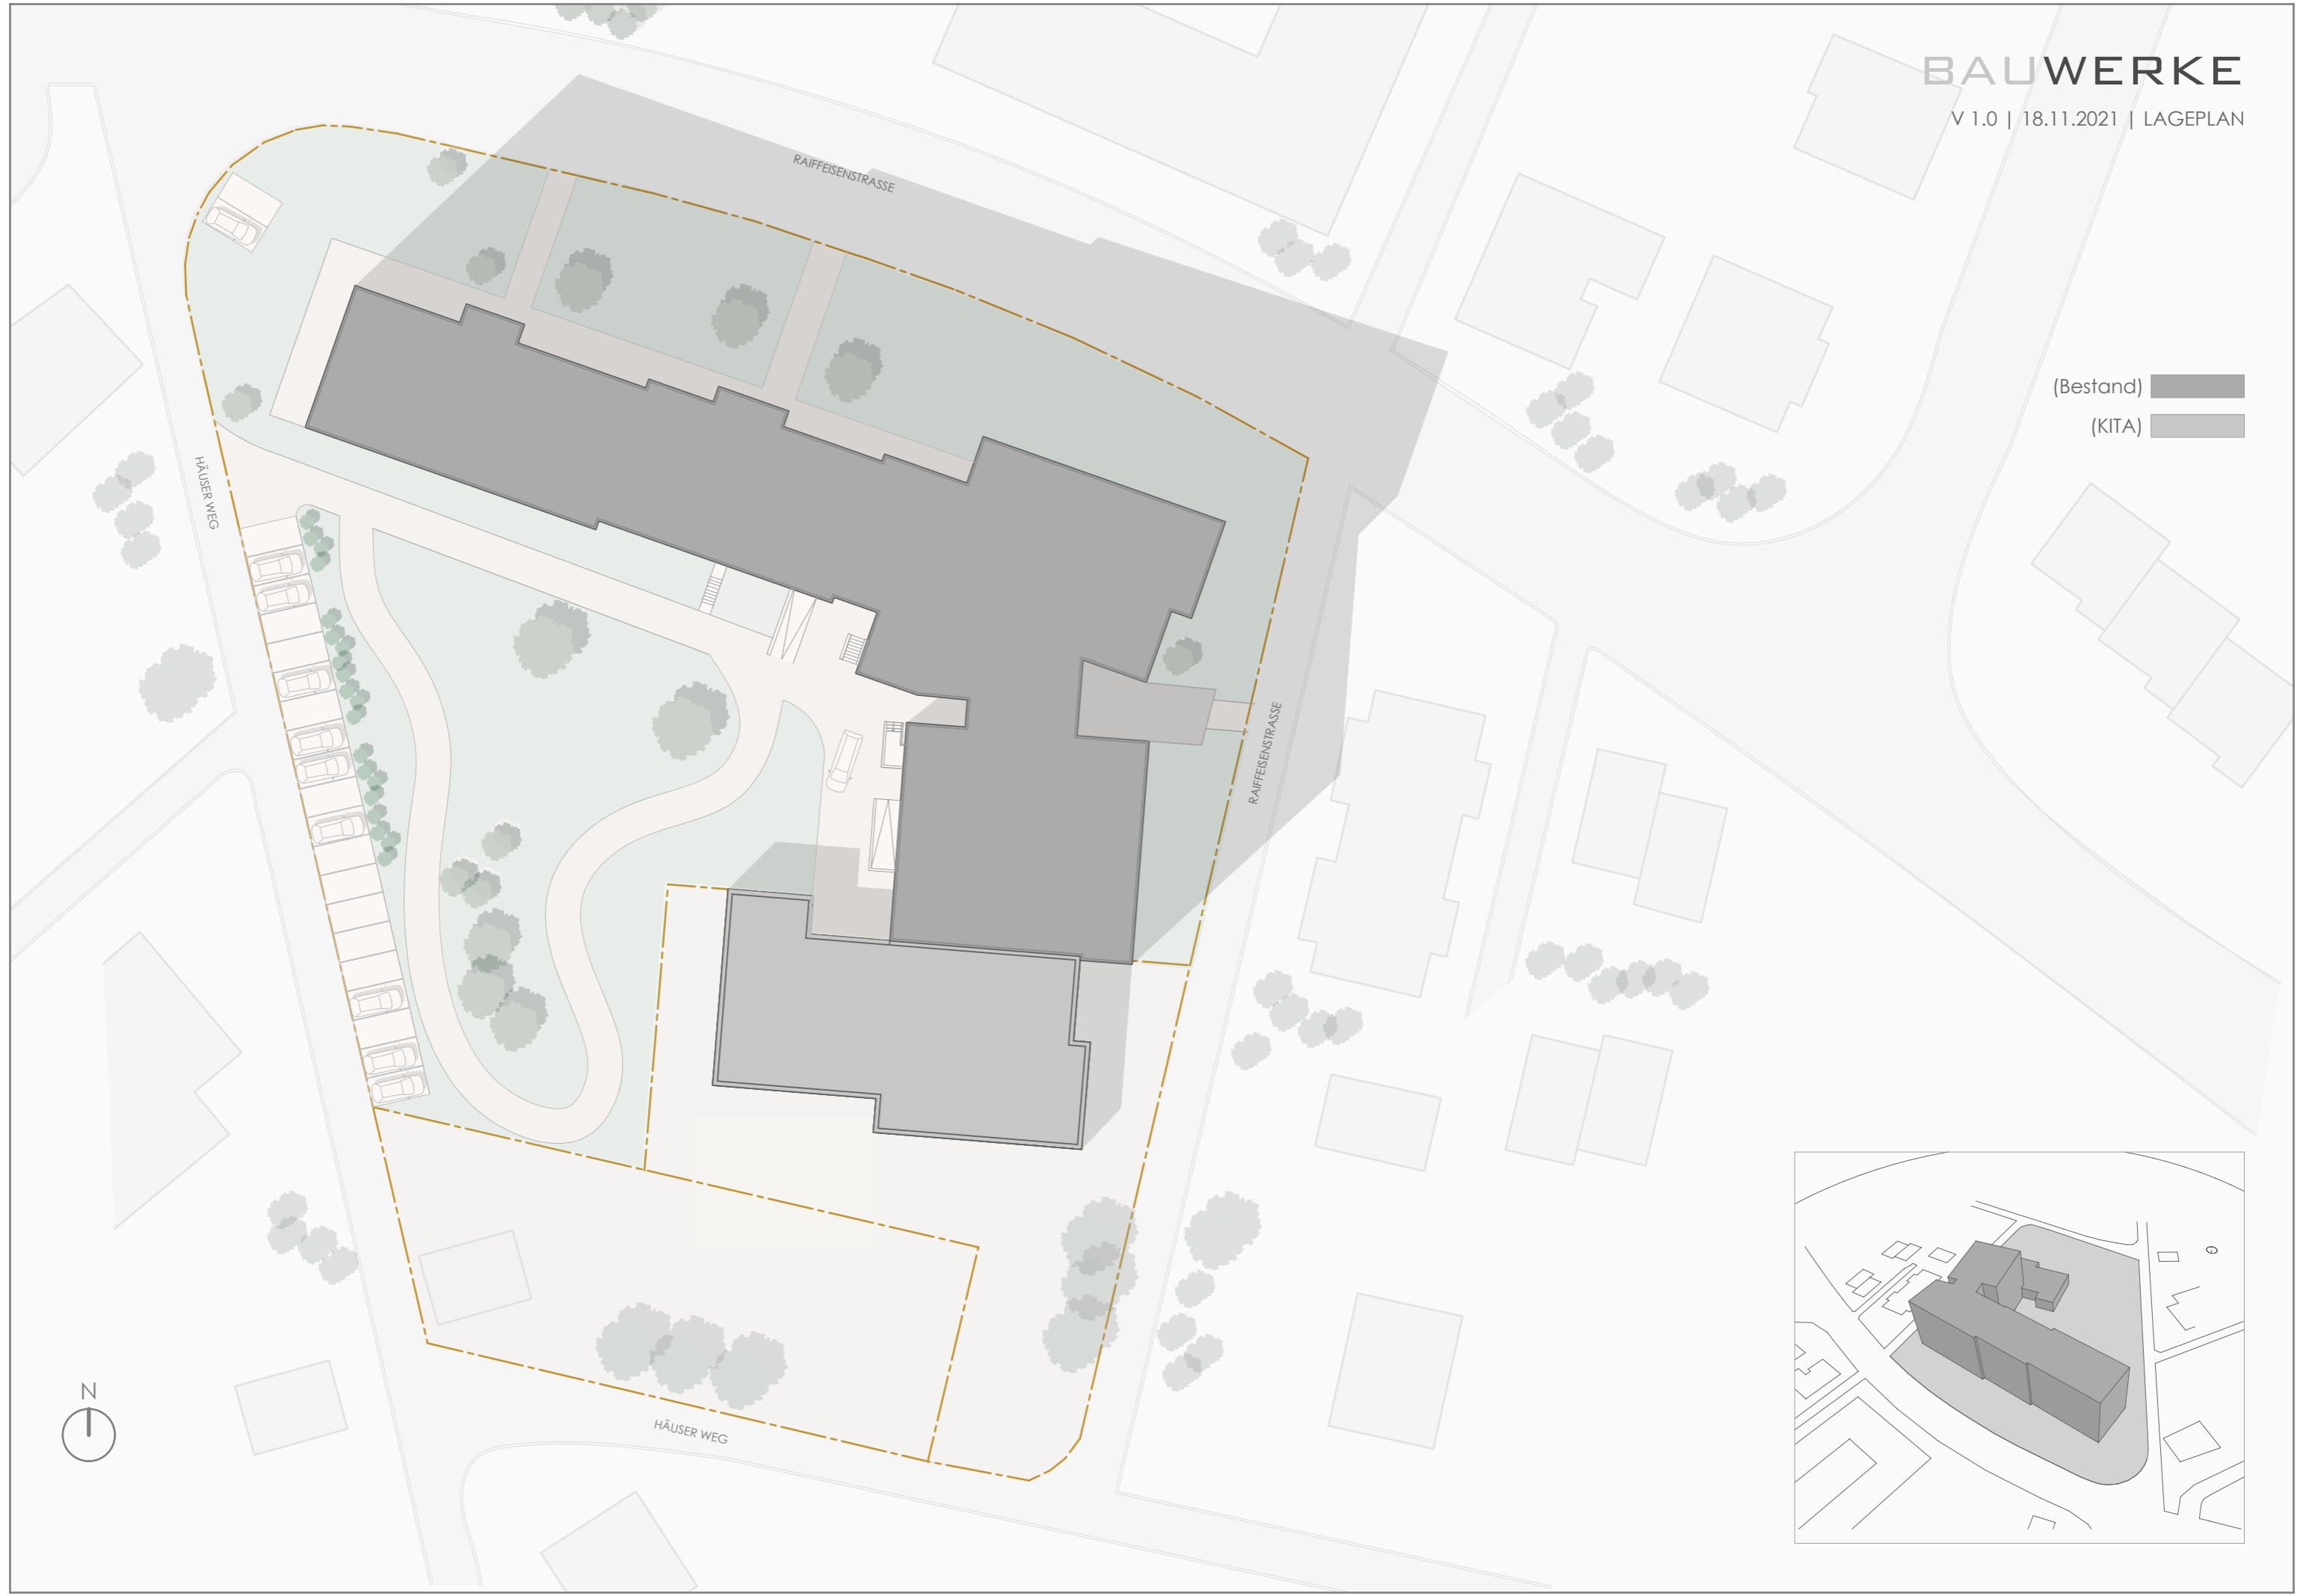 BAUWERKE
V 1.0 | 18.11.2021 | LAGEPLAN
RAIFFEISENSTRASSE
(Bestand)
(KITA)
HÄUSER WEG
RAIFFEISENSTRASSE
N
HÄUSER WEG